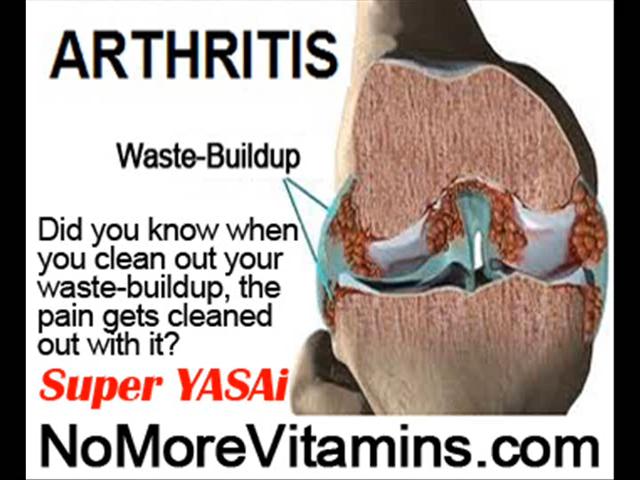 ARTHRITIS
Waste-Buildup
Did you know when
you clean out your
waste-buildup, the
pain gets cleaned
out with it?
Super YASAi
NoMoreVitamins.com